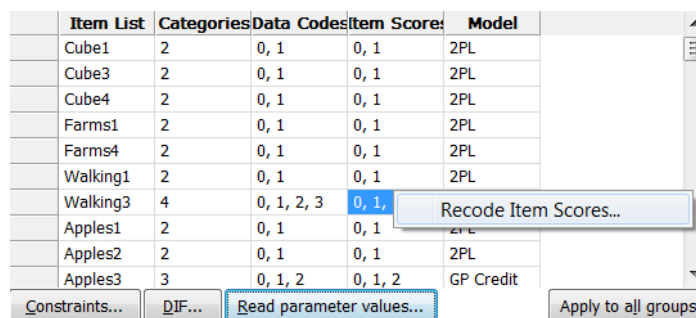 Item List Categories Data Codes Item Scores Model
Cube1 2 0, 1 0, 1 2PL
Cube3 2 0, 1 0, 1 2PL
Cube4 2 0, 1 0, 1 2PL
Farms1 2 0, 1 0, 1 2PL
Farms4 2 0, 1 0, 1 2PL
Walking1 2 0, 1 0, 1 2PL
Walking3 4 0, 1, 2, 3 0, 1, Recode Item Scores...
Apples1 2 0, 1 0, 1 2PL
Apples2 2 0, 1 0, 1 2PL
Apples3 3 0, 1, 2 0, 1, 2 GP Credit
Constraints... DIF... Read parameter values... Apply to all groups